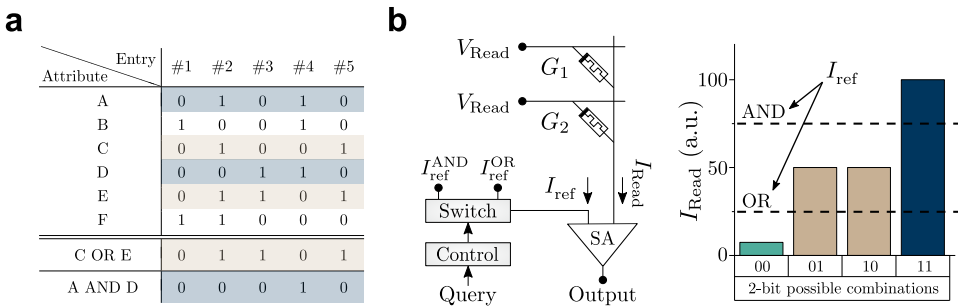 a
Entry
Attribute
#1 #2 #3 #4 #5
A 0 1 0 1 0
B 1 0 0 1 0
C 0 1 0 0 1
D 0 0 1 1 0
E 0 1 1 0 1
F 1 1 0 0 0
C OR E 0 1 1 0 1
A AND D 0 0 0 1 0
b
V_Read
G_1
V_Read
G_2
I_ref^AND I_ref^OR
I_ref
I_Read
Switch
SA
Control
Query
Output
I_Read (a.u.)
100
50
0
I_ref
AND
OR
00 01 10 11
2-bit possible combinations